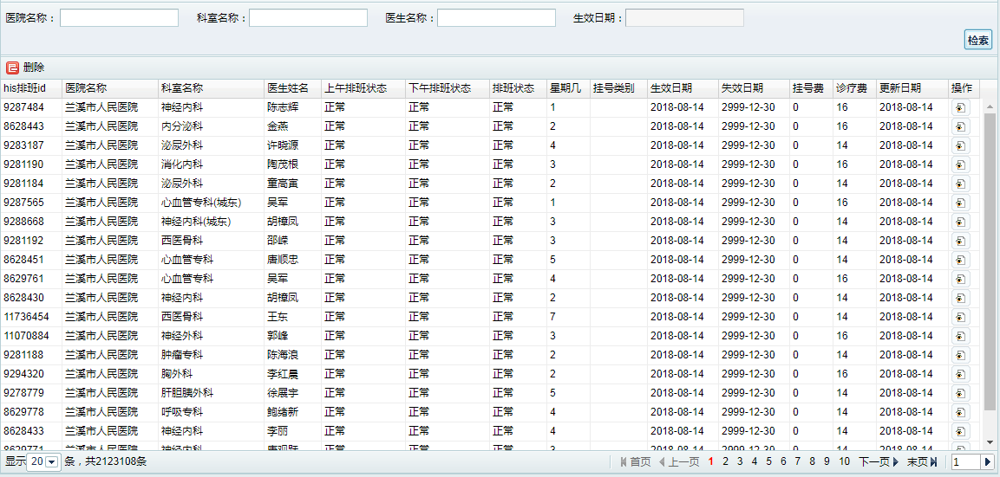 医院名称： 科室名称： 医生名称： 生效日期：
检索
删除
his排班id 医院名称 科室名称 医生姓名 上午排班状态 下午排班状态 排班状态 星期几 挂号类别 生效日期 失效日期 挂号费 诊疗费 更新日期 操作
9287484 兰溪市人民医院 神经内科 陈志辉 正常 正常 正常 1 2018-08-14 2999-12-30 0 16 2018-08-14
8628443 兰溪市人民医院 内分泌科 金燕 正常 正常 正常 2 2018-08-14 2999-12-30 0 16 2018-08-14
9283187 兰溪市人民医院 泌尿外科 许晓源 正常 正常 正常 4 2018-08-14 2999-12-30 0 14 2018-08-14
9281190 兰溪市人民医院 消化内科 陶茂根 正常 正常 正常 3 2018-08-14 2999-12-30 0 16 2018-08-14
9281184 兰溪市人民医院 泌尿外科 童高寅 正常 正常 正常 2 2018-08-14 2999-12-30 0 14 2018-08-14
9287565 兰溪市人民医院 心血管专科(城东) 吴军 正常 正常 正常 1 2018-08-14 2999-12-30 0 16 2018-08-14
9288668 兰溪市人民医院 神经内科(城东) 胡樟凤 正常 正常 正常 3 2018-08-14 2999-12-30 0 14 2018-08-14
9281192 兰溪市人民医院 西医骨科 邵嵘 正常 正常 正常 3 2018-08-14 2999-12-30 0 14 2018-08-14
8628451 兰溪市人民医院 心血管专科 唐顺忠 正常 正常 正常 5 2018-08-14 2999-12-30 0 14 2018-08-14
8629761 兰溪市人民医院 心血管专科 吴军 正常 正常 正常 4 2018-08-14 2999-12-30 0 16 2018-08-14
8628430 兰溪市人民医院 神经内科 胡樟凤 正常 正常 正常 2 2018-08-14 2999-12-30 0 14 2018-08-14
11736454 兰溪市人民医院 西医骨科 王东 正常 正常 正常 7 2018-08-14 2999-12-30 0 14 2018-08-14
11070884 兰溪市人民医院 神经外科 郭峰 正常 正常 正常 3 2018-08-14 2999-12-30 0 16 2018-08-14
9281188 兰溪市人民医院 肿瘤专科 陈海浪 正常 正常 正常 2 2018-08-14 2999-12-30 0 14 2018-08-14
9294320 兰溪市人民医院 胸外科 李红晨 正常 正常 正常 2 2018-08-14 2999-12-30 0 16 2018-08-14
9278779 兰溪市人民医院 肝胆胰外科 徐展宇 正常 正常 正常 5 2018-08-14 2999-12-30 0 14 2018-08-14
8629778 兰溪市人民医院 呼吸专科 鲍绪新 正常 正常 正常 4 2018-08-14 2999-12-30 0 14 2018-08-14
8628433 兰溪市人民医院 神经内科 李丽 正常 正常 正常 4 2018-08-14 2999-12-30 0 14 2018-08-14
8629771 兰溪市人民医院 神经内科 正常 正常 正常 3 2018-08-14 2999-12-30 0 14 2018-08-14
显示 20 条，共2123108条 首页 上一页 1 2 3 4 5 6 7 8 9 10 下一页 末页 1